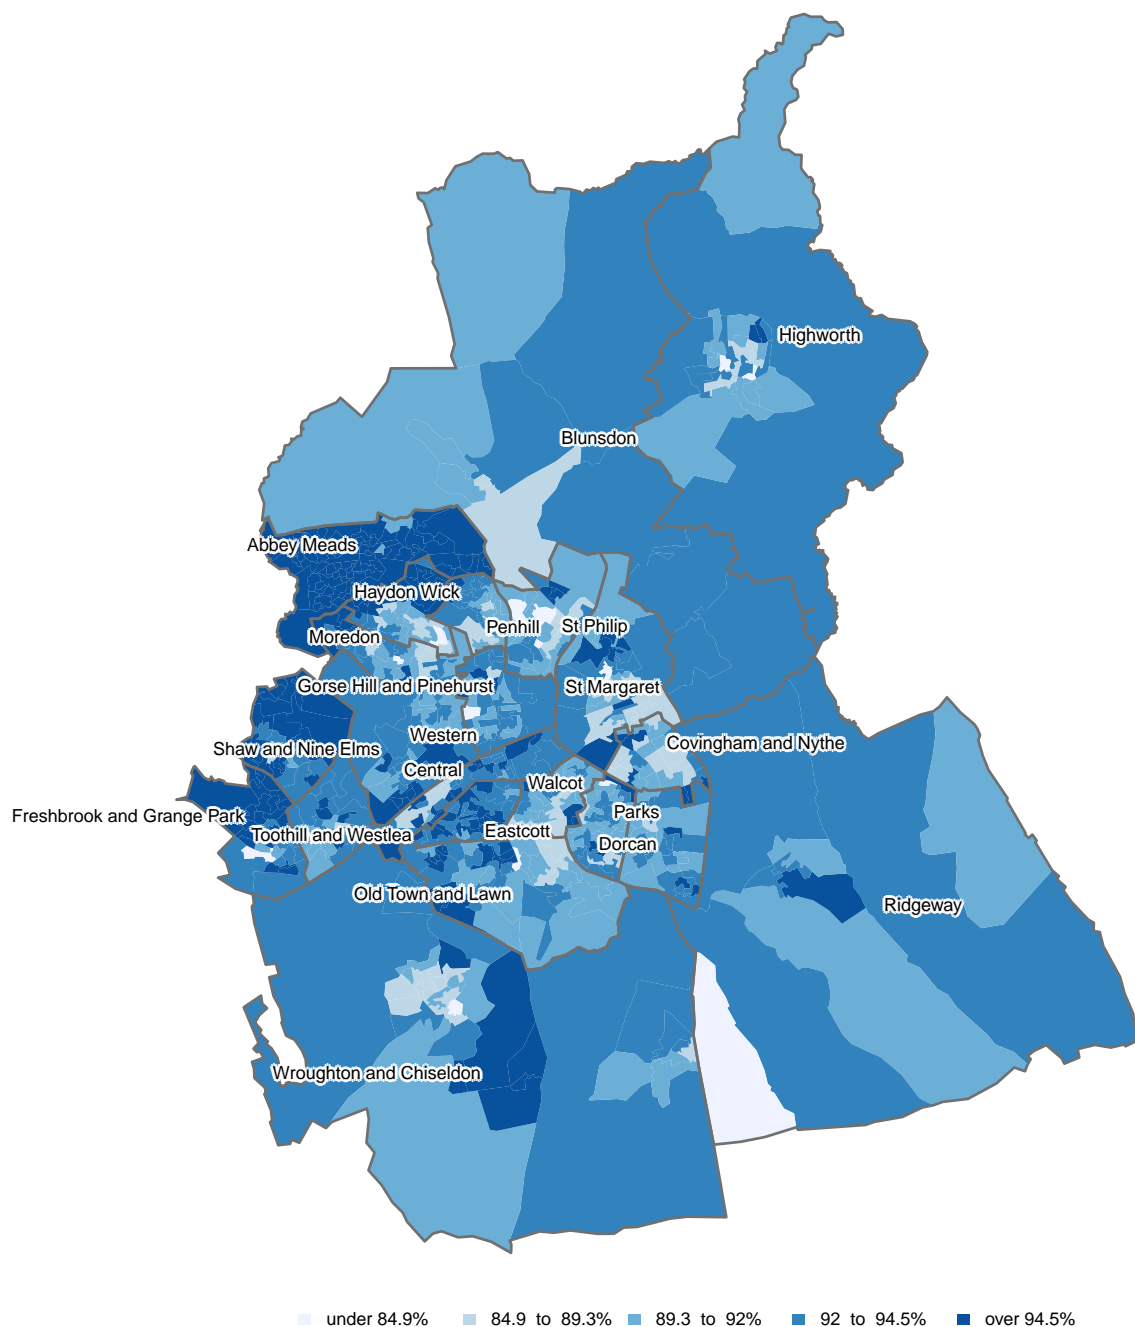 Highworth
Blunsdon
Abbey Meads
Haydon Wick
Penhill
St Philip
Moredon
Gorse Hill and Pinehurst
St Margaret
Western
Covingham and Nythe
Shaw and Nine Elms
Central
Walcot
Freshbrook and Grange Park
Parks
Toothill and Westlea
Eastcott
Dorcan
Old Town and Lawn
Ridgeway
Wroughton and Chiseldon
under 84.9%
84.9 to 89.3%
89.3 to 92%
92 to 94.5%
over 94.5%